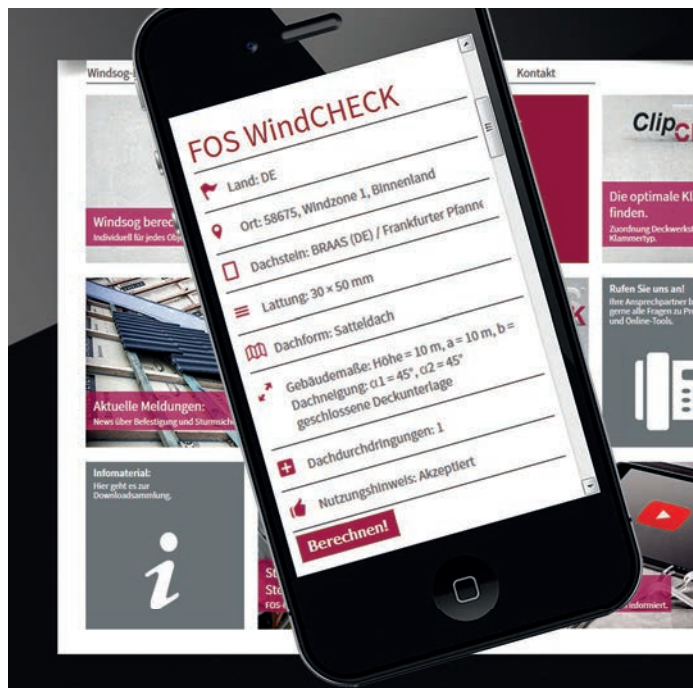 Windsog-
Kontakt
FOS WindCHECK
Land: DE
Ort: 58675, Windzone 1, Binnenland
Dachstein: BRAAS (DE) / Frankfurter Pfanne
Lattung: 30 × 50 mm
Dachform: Satteldach
Gebäudemaße: Höhe = 10 m, a = 10 m, b =
Dachneigung: α1 = 45°, α2 = 45°
geschlossene Deckunterlage
Dachdurchdringungen: 1
Nutzungshinweis: Akzeptiert
Berechnen!
Windsog berec
Individuell für jedes Obj
Clip
Die optimale Kl
finden.
Zuordnung Deckwerkst
Klammertyp.
Aktuelle Meldungen:
News über Befestigung und Sturmsich
K
Rufen Sie uns an!
Ihre Ansprechpartner b
gerne alle Fragen zu Pr
und Online-Tools.
Infomaterial:
Hier geht es zur
Downloadsammlung.
i
St
Sto
FOS-
informiert.